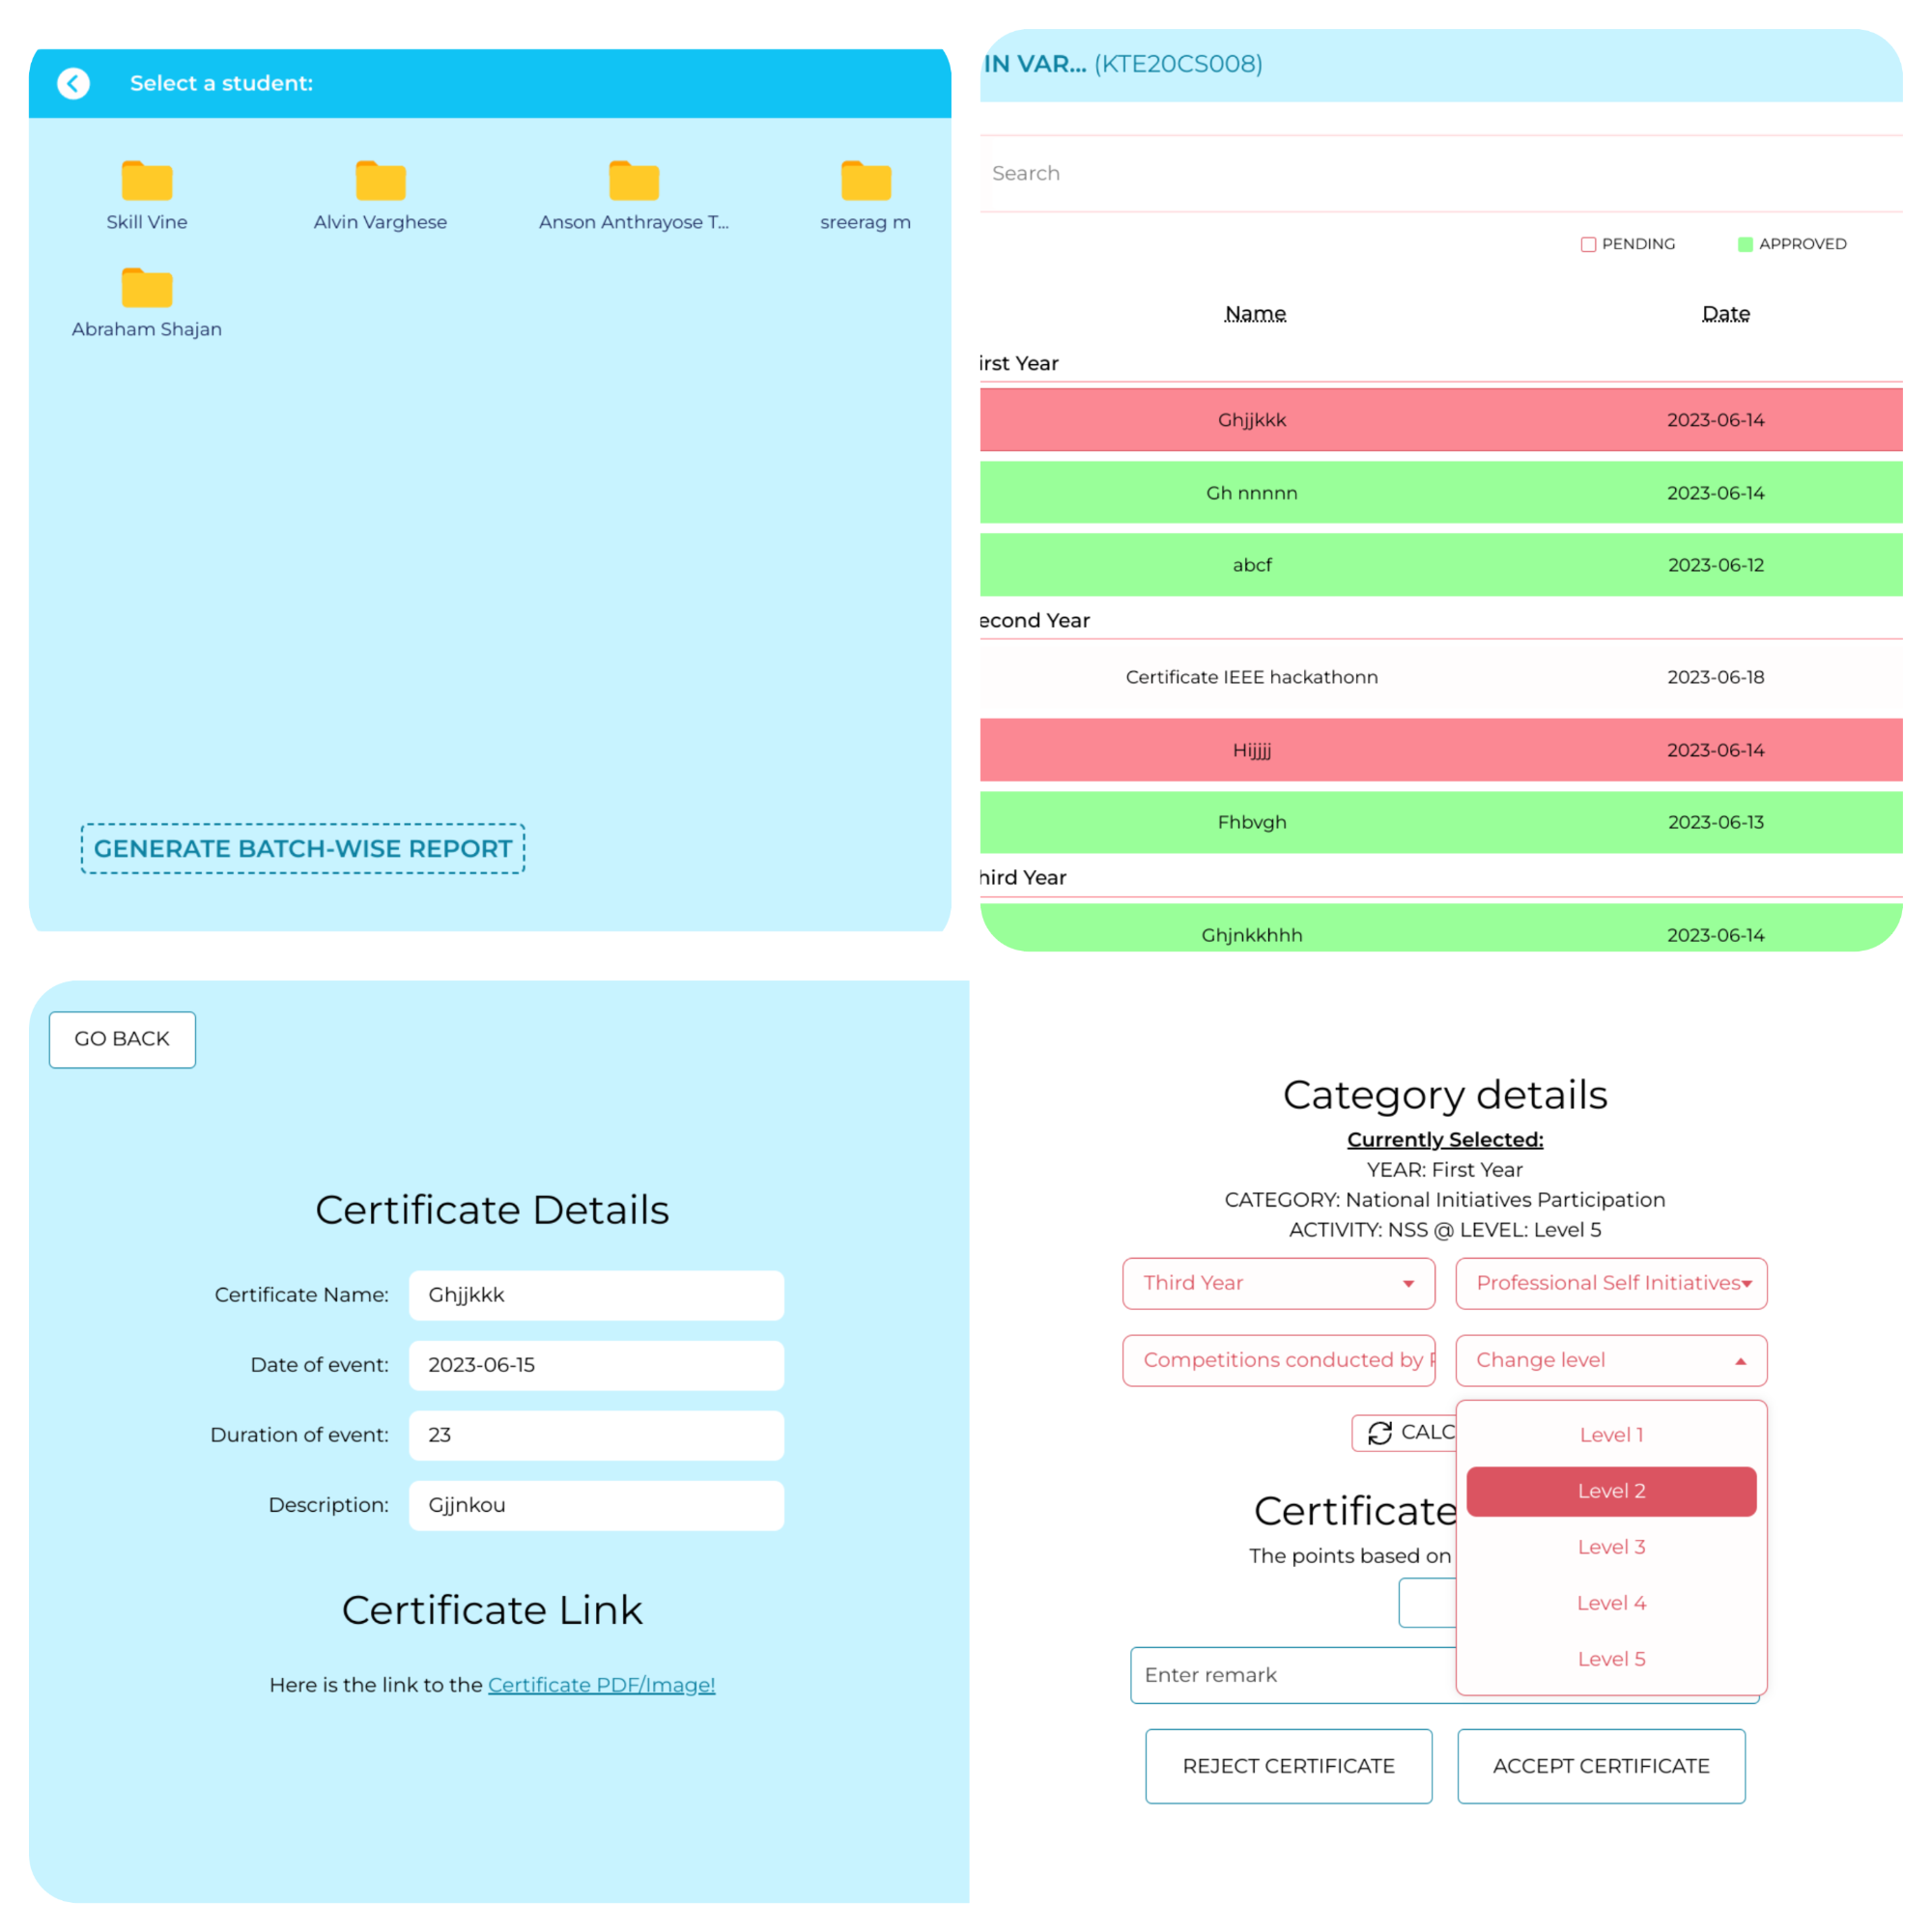 Select a student:
Skill Vine
Alvin Varghese
Anson Anthrayose T...
sreerag m
Abraham Shajan
GENERATE BATCH-WISE REPORT
IN VAR... (KTE20CS008)
Search
PENDING
APPROVED
Name Date
irst Year
Ghjjkkk 2023-06-14
Gh nnnnn 2023-06-14
abcf 2023-06-12
econd Year
Certificate IEEE hackathonn 2023-06-18
Hijjjj 2023-06-14
Fhbvgh 2023-06-13
hird Year
Ghjnkkhhh 2023-06-14
GO BACK
Certificate Details
Certificate Name: Ghjjkkk
Date of event: 2023-06-15
Duration of event: 23
Description: Gjjnkou
Certificate Link
Here is the link to the Certificate PDF/Image!
Category details
Currently Selected:
YEAR: First Year
CATEGORY: National Initiatives Participation
ACTIVITY: NSS @ LEVEL: Level 5
Third Year
Professional Self Initiatives
Competitions conducted by
Change level
CALC
Level 1
Level 2
Level 3
Level 4
Level 5
Certificate
The points based on
Enter remark
REJECT CERTIFICATE
ACCEPT CERTIFICATE